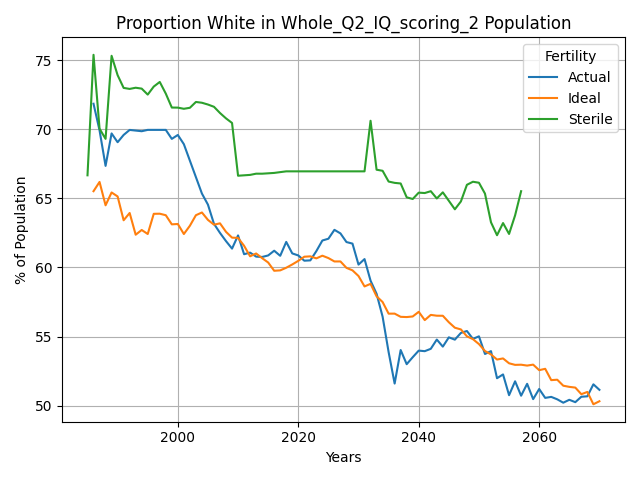 Proportion White in Whole_Q2_IQ_scoring_2 Population
Fertility
Actual
Ideal
Sterile
% of Population
75
70
65
60
55
50
2000
2020
2040
2060
Years